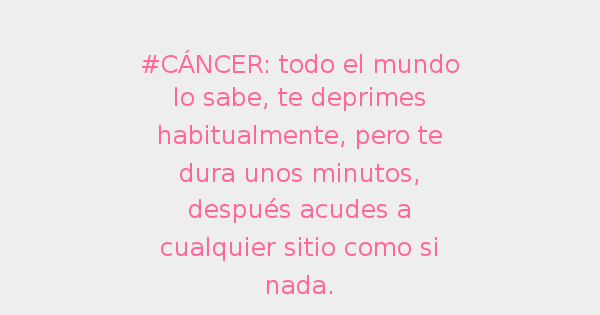 #CÁNCER: todo el mundo
lo sabe, te deprimes
habitualmente, pero te
dura unos minutos,
después acudes a
cualquier sitio como si
nada.